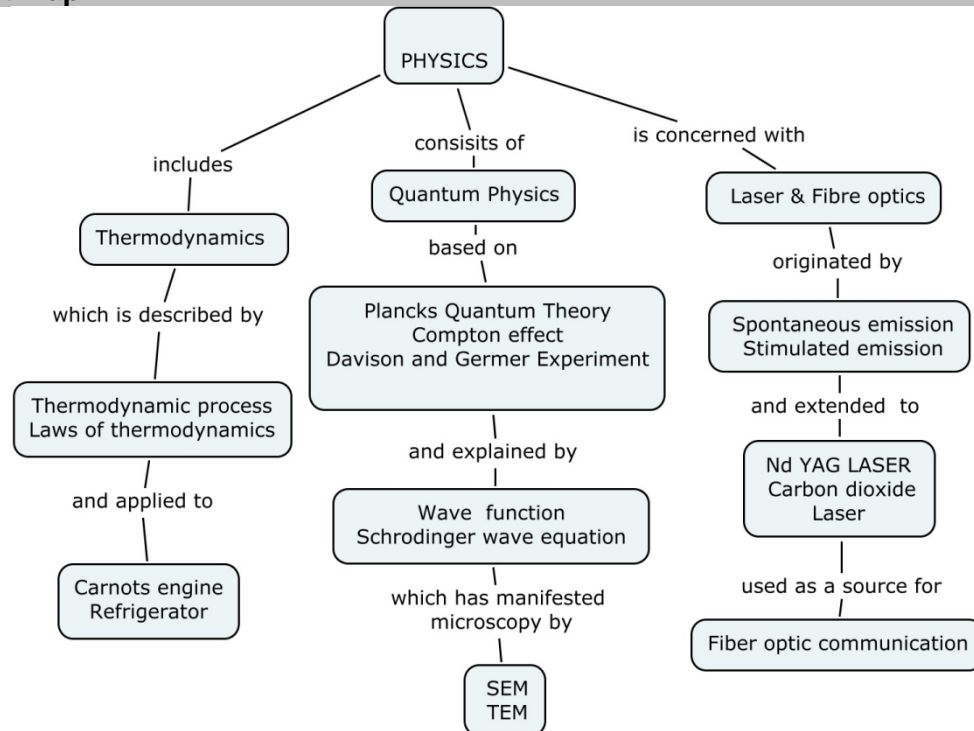 PHYSICS
includes
consisits of
is concerned with
Thermodynamics
Quantum Physics
Laser & Fibre optics
which is described by
based on
originated by
Thermodynamic process
Laws of thermodynamics
Plancks Quantum Theory
Compton effect
Davison and Germer Experiment
Spontaneous emission
Stimulated emission
and applied to
and explained by
and extended to
Carnots engine
Refrigerator
Wave function
Schrodinger wave equation
Nd YAG LASER
Carbon dioxide
Laser
which has manifested
microscopy by
used as a source for
SEM
TEM
Fiber optic communication